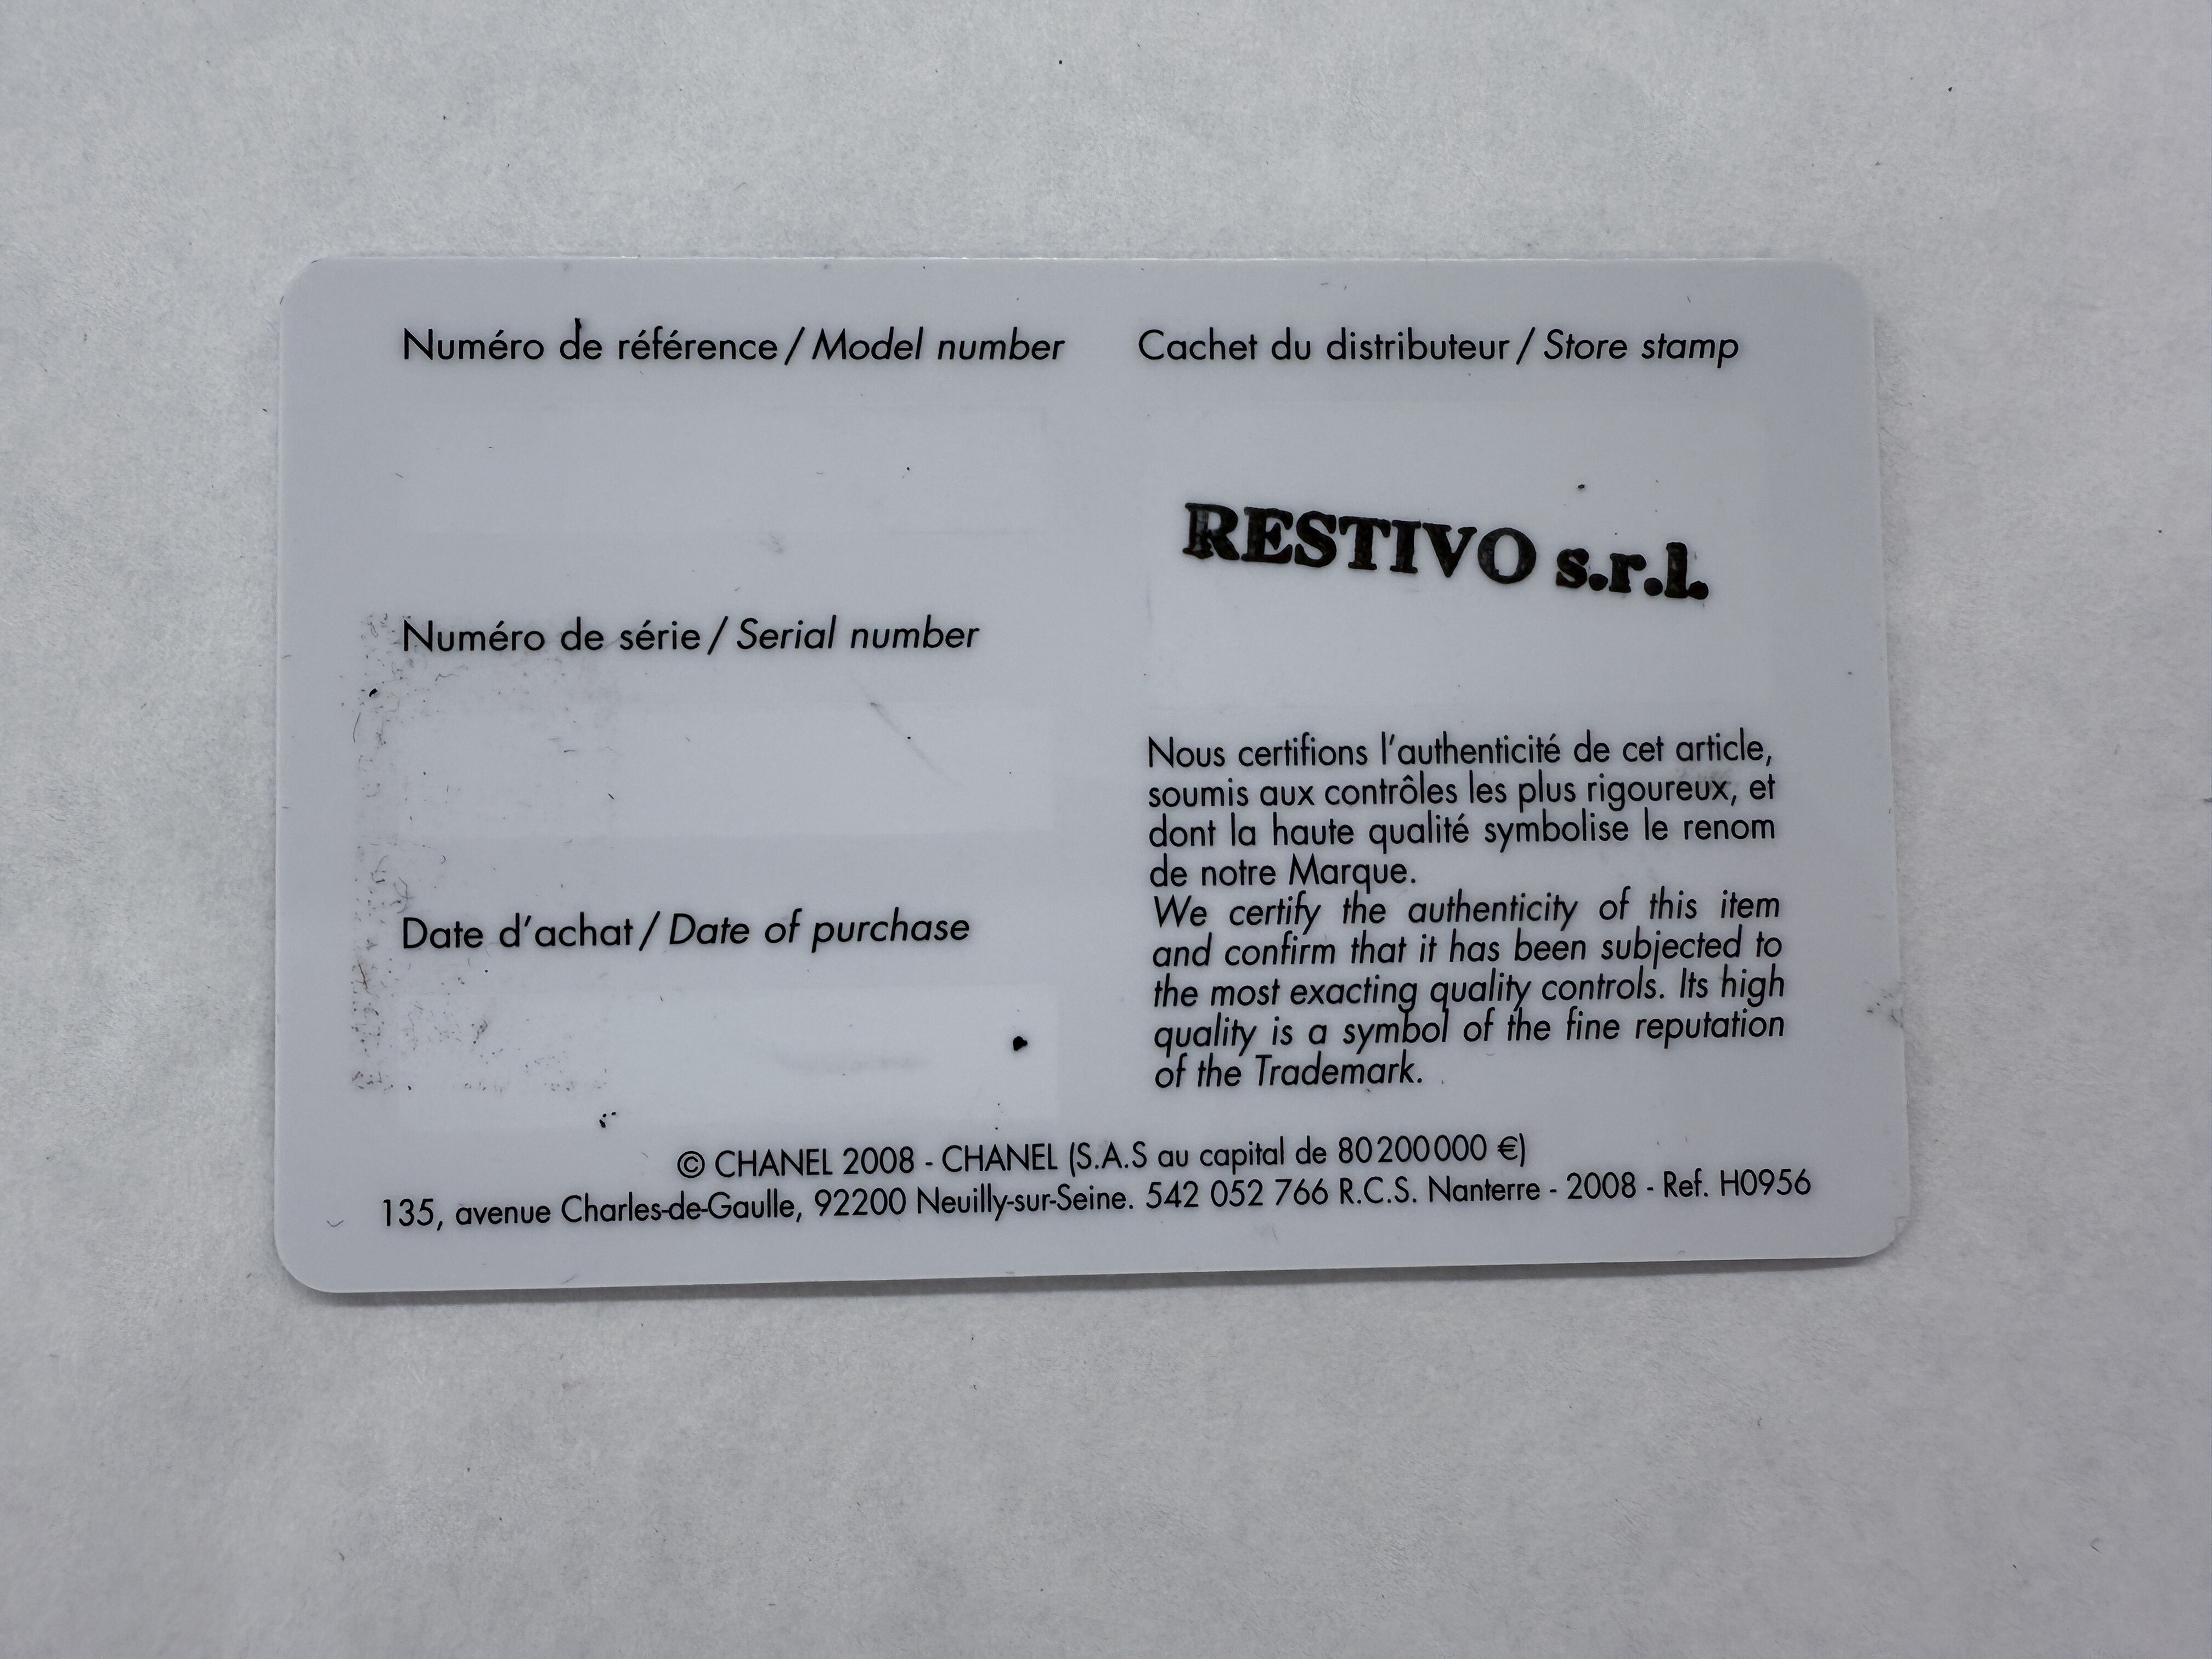 Numéro de référence / Model number
Cachet du distributeur / Store stamp
RESTIVO s.r.l.
Numéro de série / Serial number
Date d'achat / Date of purchase
Nous certifions l'authenticité de cet article,
soumis aux contrôles les plus rigoureux, et
dont la haute qualité symbolise le renom
de notre Marque.
We certify the authenticity of this item
and confirm that it has been subjected to
the most exacting quality controls. Its high
quality is a symbol of the fine reputation
of the Trademark.
© CHANEL 2008 - CHANEL (S.A.S au capital de 80 200 000 €)
135, avenue Charles-de-Gaulle, 92200 Neuilly-sur-Seine. 542 052 766 R.C.S. Nanterre - 2008 - Ref. H0956